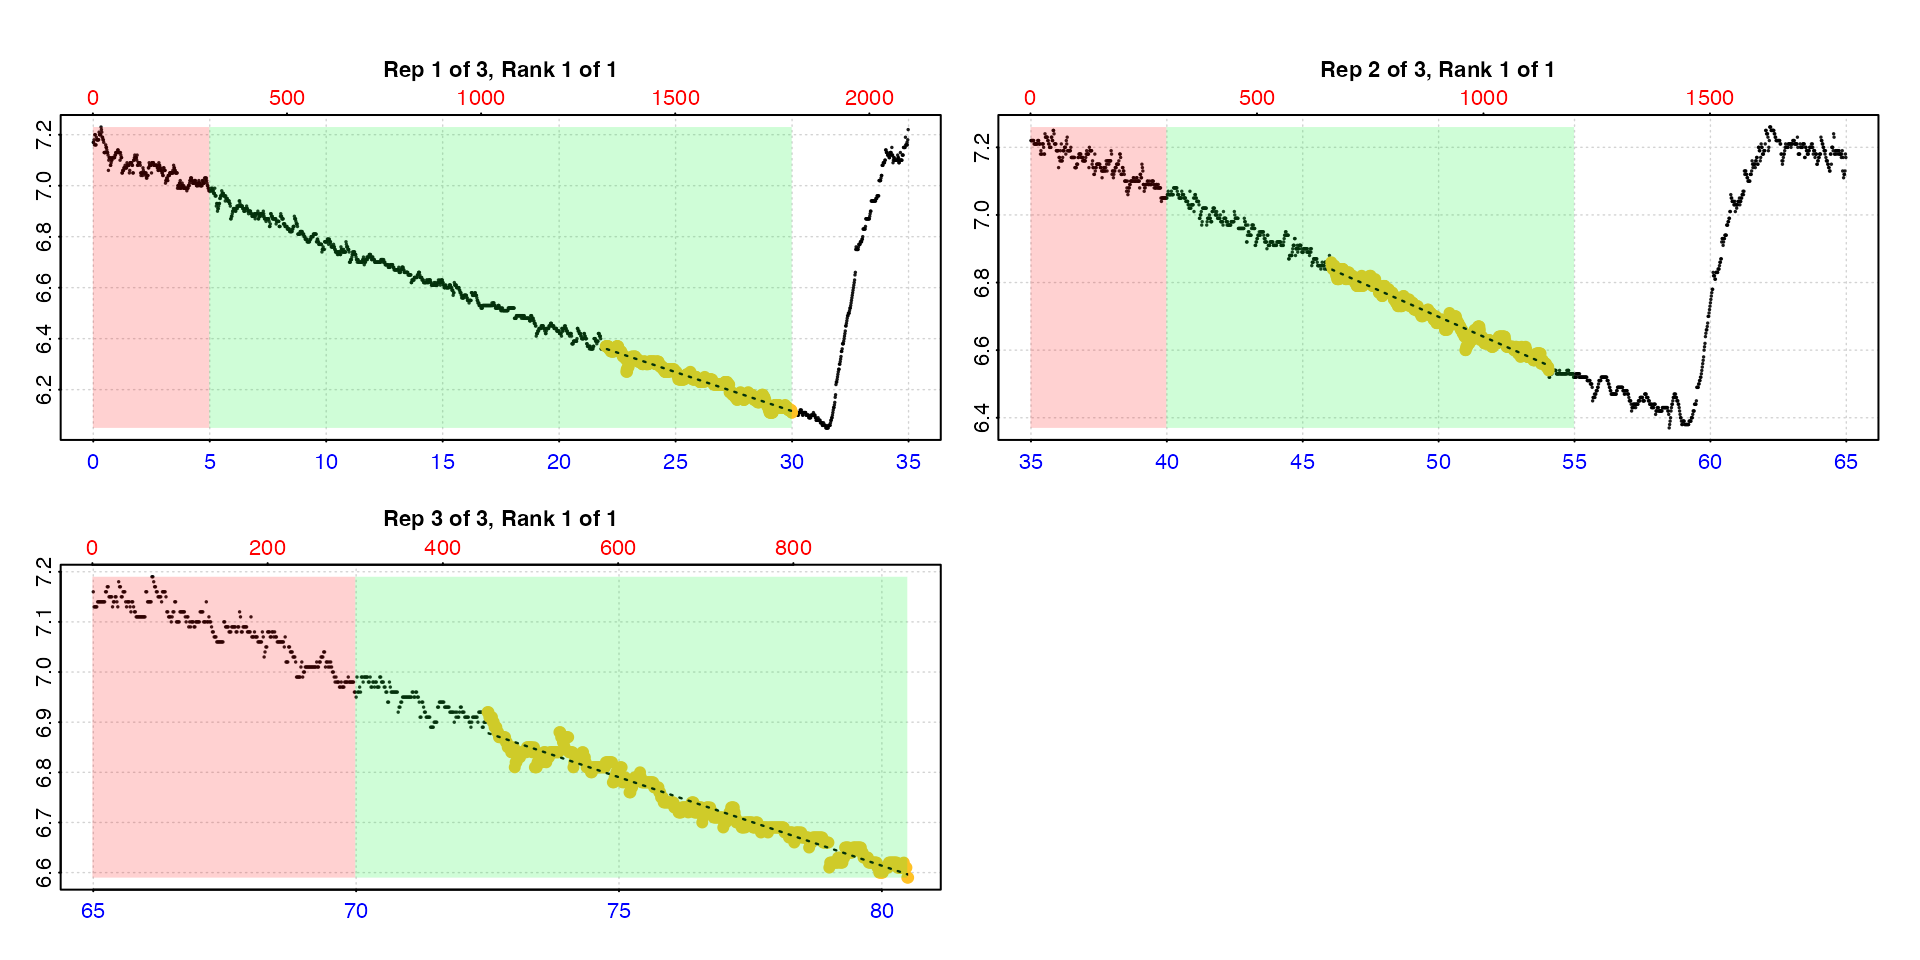 Rep 1 of 3, Rank 1 of 1
0 500 1000 1500 2000
7.2
7.0
6.8
6.6
6.4
6.2
0 5 10 15 20 25 30 35
Rep 2 of 3, Rank 1 of 1
0 500 1000 1500
7.2
7.0
6.8
6.6
6.4
35 40 45 50 55 60 65
Rep 3 of 3, Rank 1 of 1
0 200 400 600 800
7.2
7.1
7.0
6.9
6.8
6.7
6.6
65 70 75 80